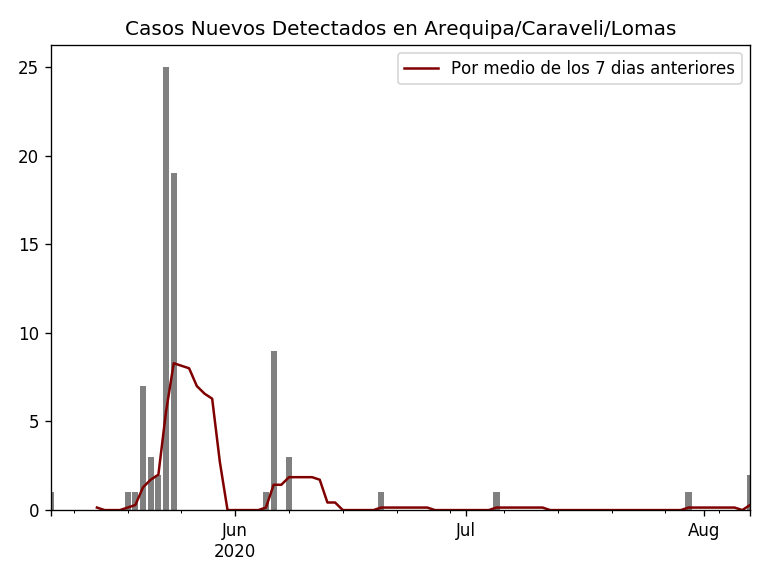 Casos Nuevos Detectados en Arequipa/Caraveli/Lomas
Por medio de los 7 dias anteriores
25
20
15
10
5
0
Jun
2020
Jul
Aug